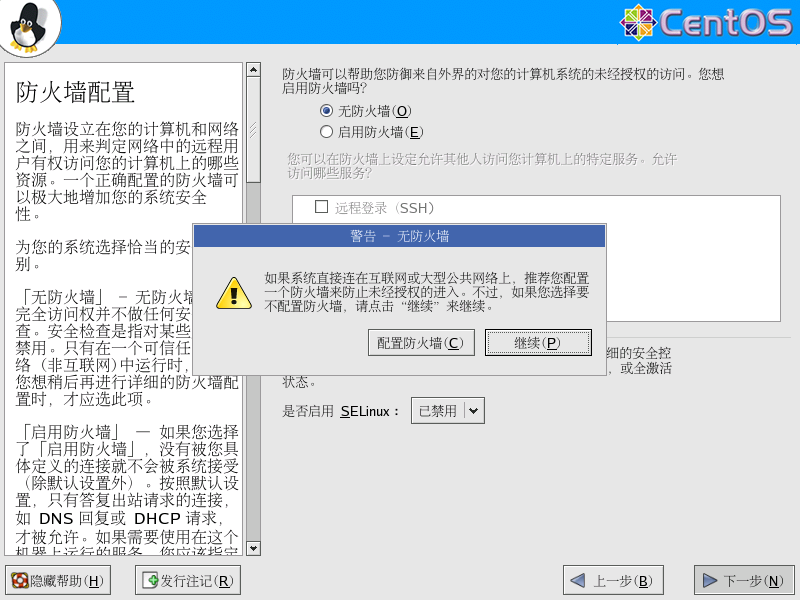 CentOS
防火墙配置
防火墙设立在您的计算机和网络
之间，用来判定网络中的远程用
户有权访问您的计算机上的哪些
资源。一个正确配置的防火墙可
以极大地增加您的系统安全
性。
为您的系统选择恰当的安
别。
「无防火墙」 － 无防火墙
完全访问权并不做任何安
查。安全检查是指对某些
禁用。只有在一个可信任
络 (非互联网)中运行时，
您想稍后再进行详细的防火墙配
置时，才应选此项。
「启用防火墙」 － 如果您选择
了「启用防火墙」，没有被您具
体定义的连接就不会被系统接受
（除默认设置外）。按照默认设
置，只有答复出站请求的连接，
如 DNS 回复或 DHCP 请求，
才被允许。如果需要使用在这个
机器上运行的服务，您应该指定
防火墙可以帮助您防御来自外界的对您的计算机系统的未经授权的访问。您想
启用防火墙吗？
无防火墙(O)
启用防火墙(E)
您可以在防火墙上设定允许其他人访问您计算机上的特定服务。允许
访问哪些服务？
远程登录（SSH）
警告 － 无防火墙
如果系统直接连在互联网或大型公共网络上，推荐您配置
一个防火墙来防止未经授权的进入。不过，如果您选择要
不配置防火墙，请点击“继续”来继续。
配置防火墙(C)
继续(P)
细的安全控
，或全激活
状态。
是否启用 SELinux：
已禁用
隐藏帮助(H)
发行注记(R)
上一步(B)
下一步(N)